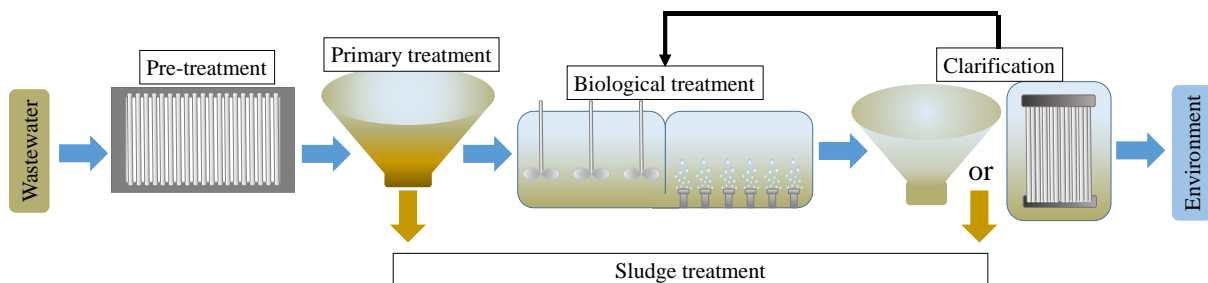 Wastewater
Pre-treatment
Primary treatment
Biological treatment
Clarification
or
Environment
Sludge treatment